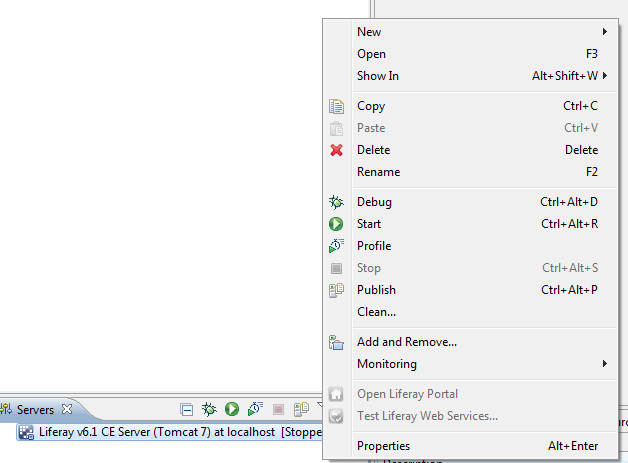 New
Open F3
Show In Alt+Shift+W
Copy Ctrl+C
Paste Ctrl+V
Delete Delete
Rename F2
Debug Ctrl+Alt+D
Start Ctrl+Alt+R
Profile
Stop Ctrl+Alt+S
Publish Ctrl+Alt+P
Clean...
Add and Remove...
Monitoring
Open Liferay Portal
Test Liferay Web Services...
Properties Alt+Enter
Servers
Liferay v6.1 CE Server (Tomcat 7) at localhost [Stoppe